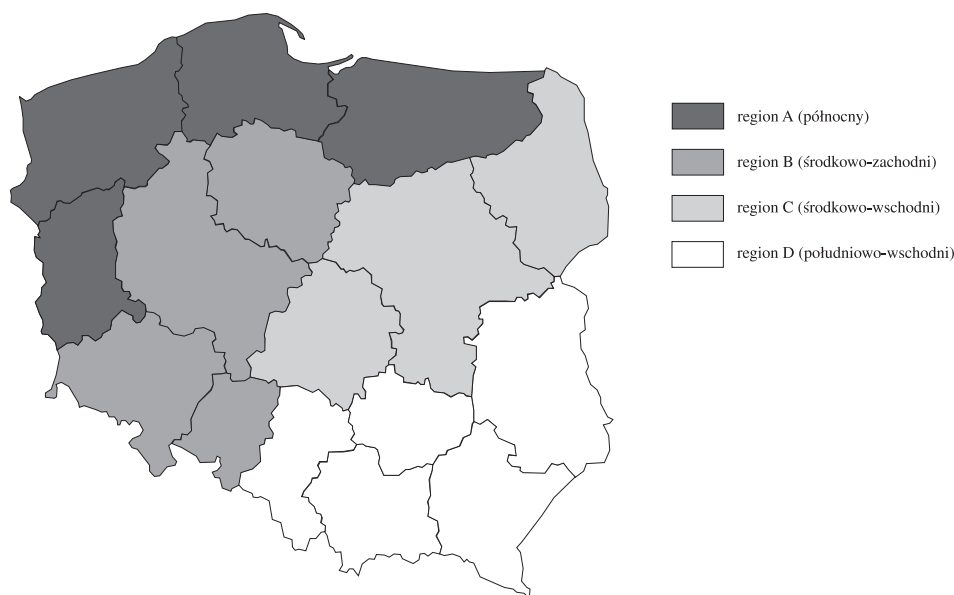 region A (północny)
region B (środkowo-zachodni)
region C (środkowo-wschodni)
region D (południowo-wschodni)